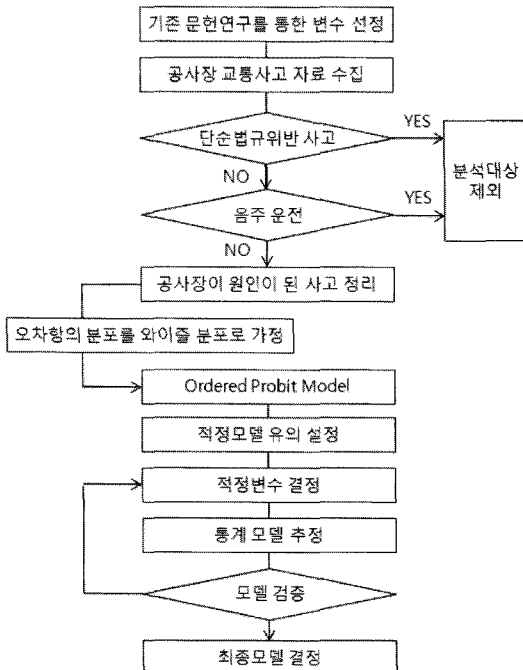 기존 문헌연구를 통한 변수 선정
공사장 교통사고 자료 수집
단순법규위반 사고
YES
분석대상
제외
NO
음주 운전
YES
NO
공사장이 원인이 된 사고 정리
오차항의 분포를 와이줄 분포로 가정
Ordered Probit Model
적정모델 유의 설정
적정변수 결정
통계 모델 추정
모델 검증
최종모델 결정